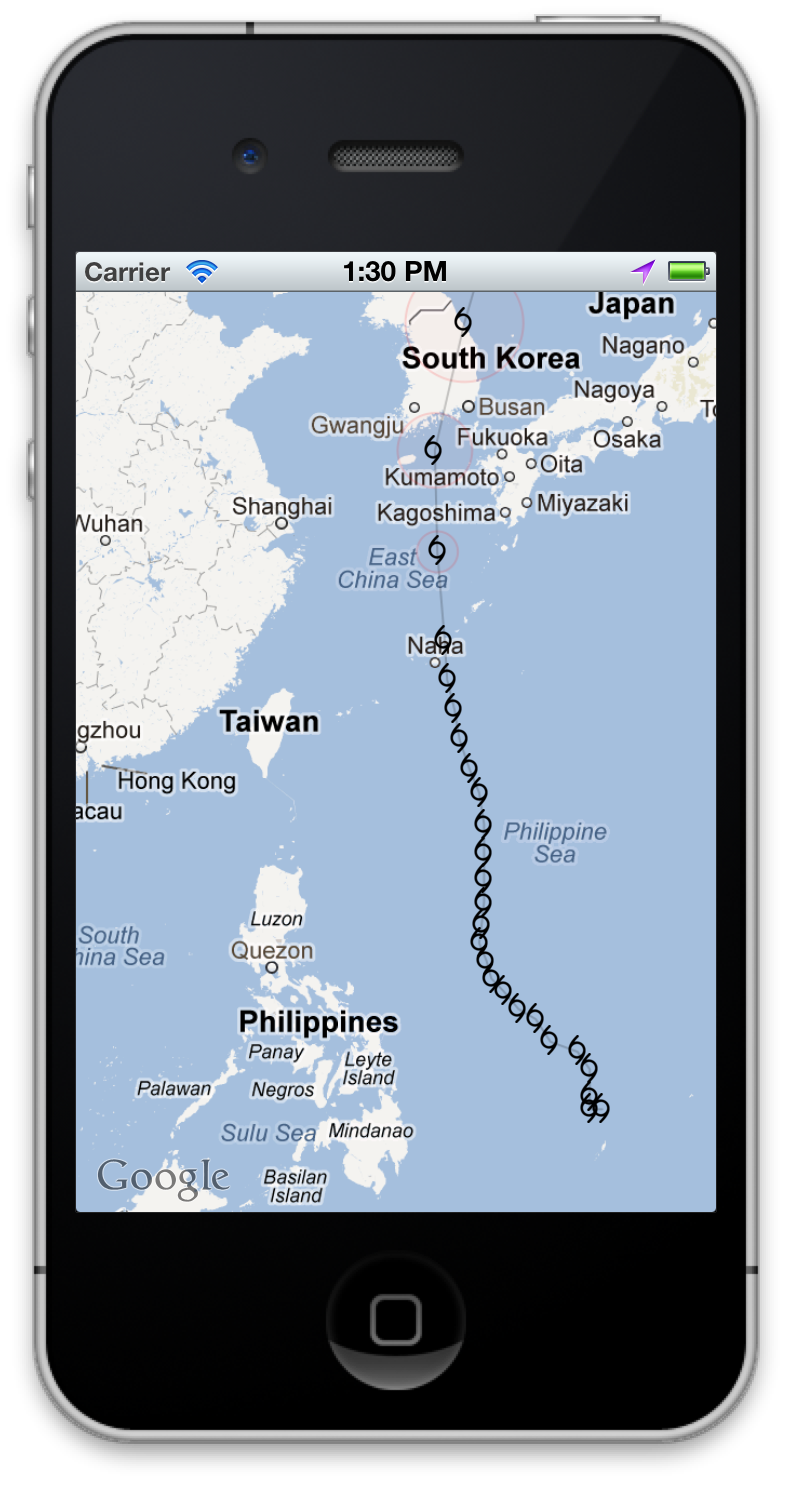 Carrier
1:30 PM
Japan
Nagano
South Korea
Nagoya
To
Gwangju
Busan
Fukuoka
Osaka
Kumamoto
Oita
Shanghai
Kagoshima
Miyazaki
Wuhan
East
China Sea
Naha
Taiwan
gzhou
Hong Kong
acau
Philippine
Sea
Luzon
South
hina Sea
Quezon
Philippines
Panay
Leyte
Island
Palawan
Negros
Sulu Sea
Mindanao
Google
Basilan
Island